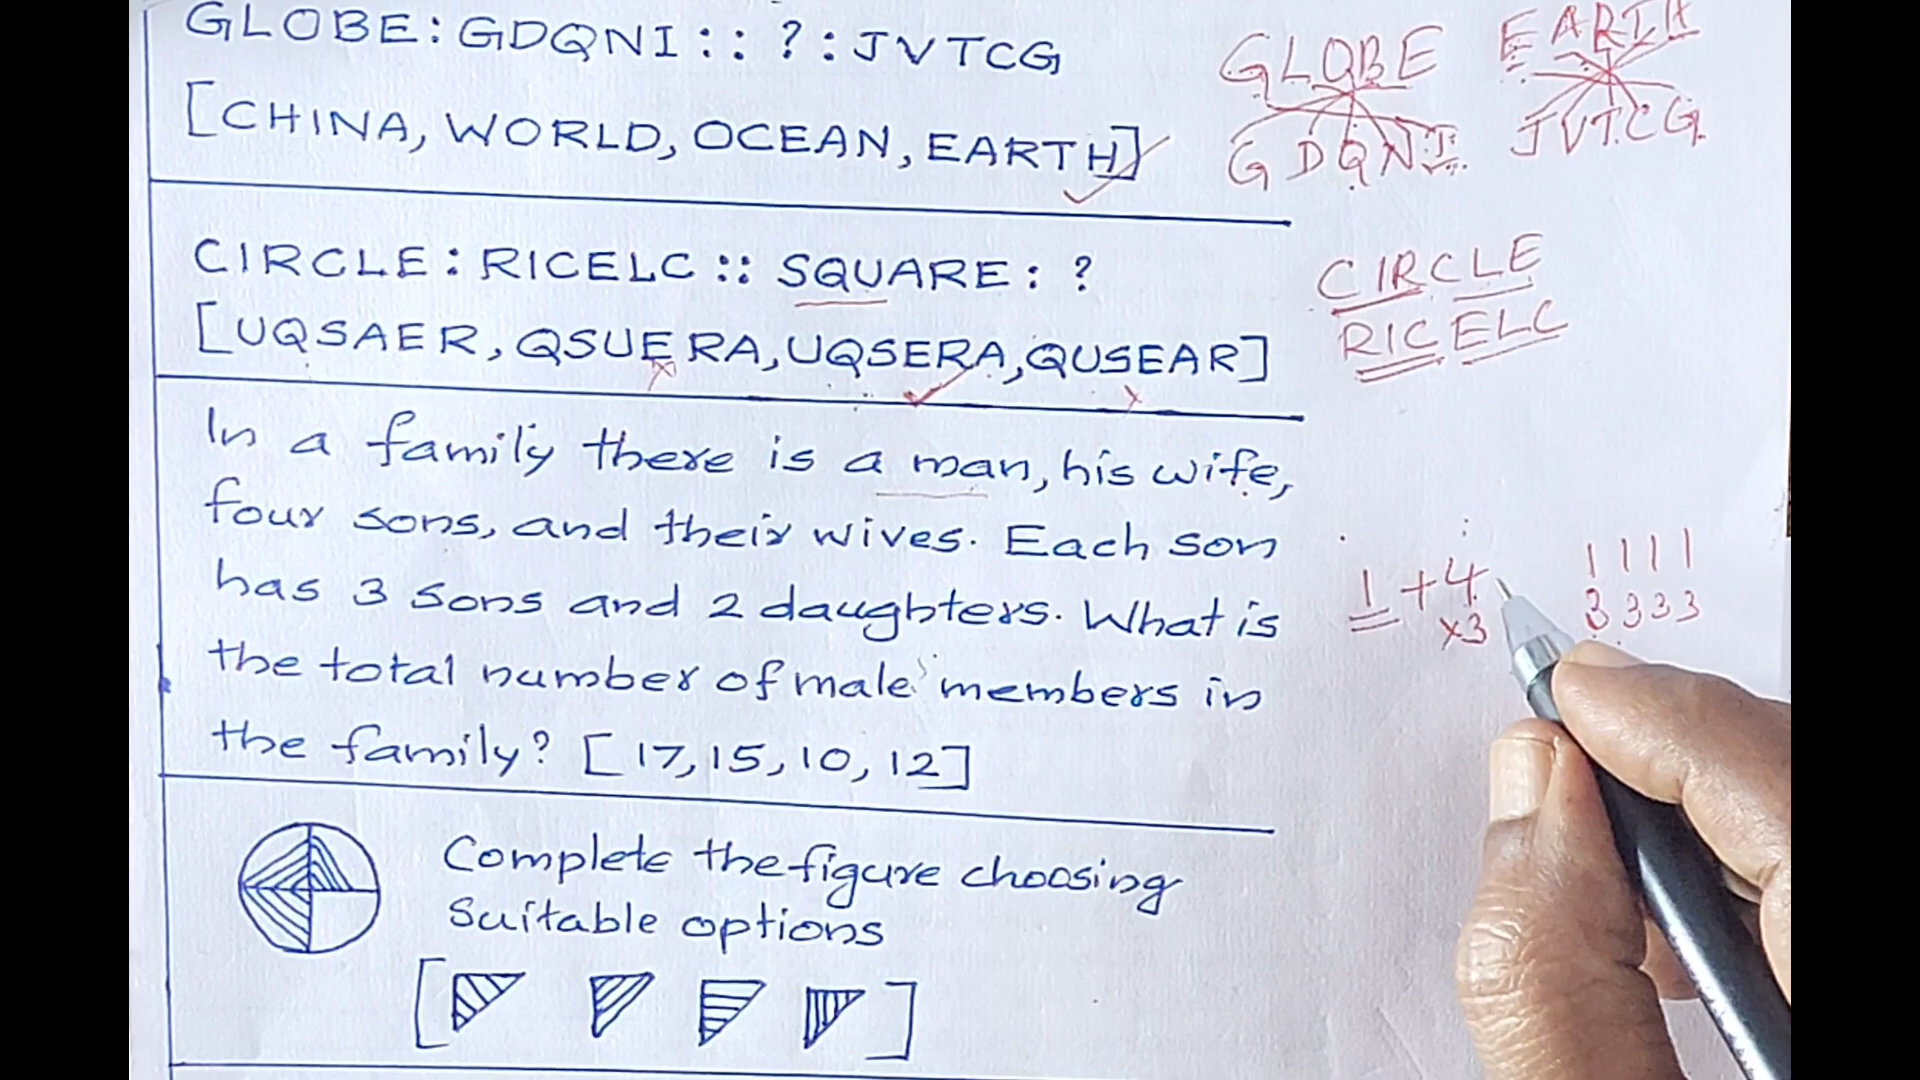 GLOBE:GDQNI::?:JVTCG
[CHINA, WORLD, OCEAN, EARTH]
GLOBE
GDQNI
EARTH
JVTCG
CIRCLE:RICELC::SQUARE:?
[UQSAER, QSUERA, UQSERA, QUSEAR]
CIRCLE
RICELC
In a family there is a man, his wife,
four sons, and their wives. Each son
has 3 sons and 2 daughters. What is
the total number of male members in
the family? [17, 15, 10, 12]
1 + 4
×3
1 1 1 1
3 3 3 3
Complete the figure choosing
suitable options